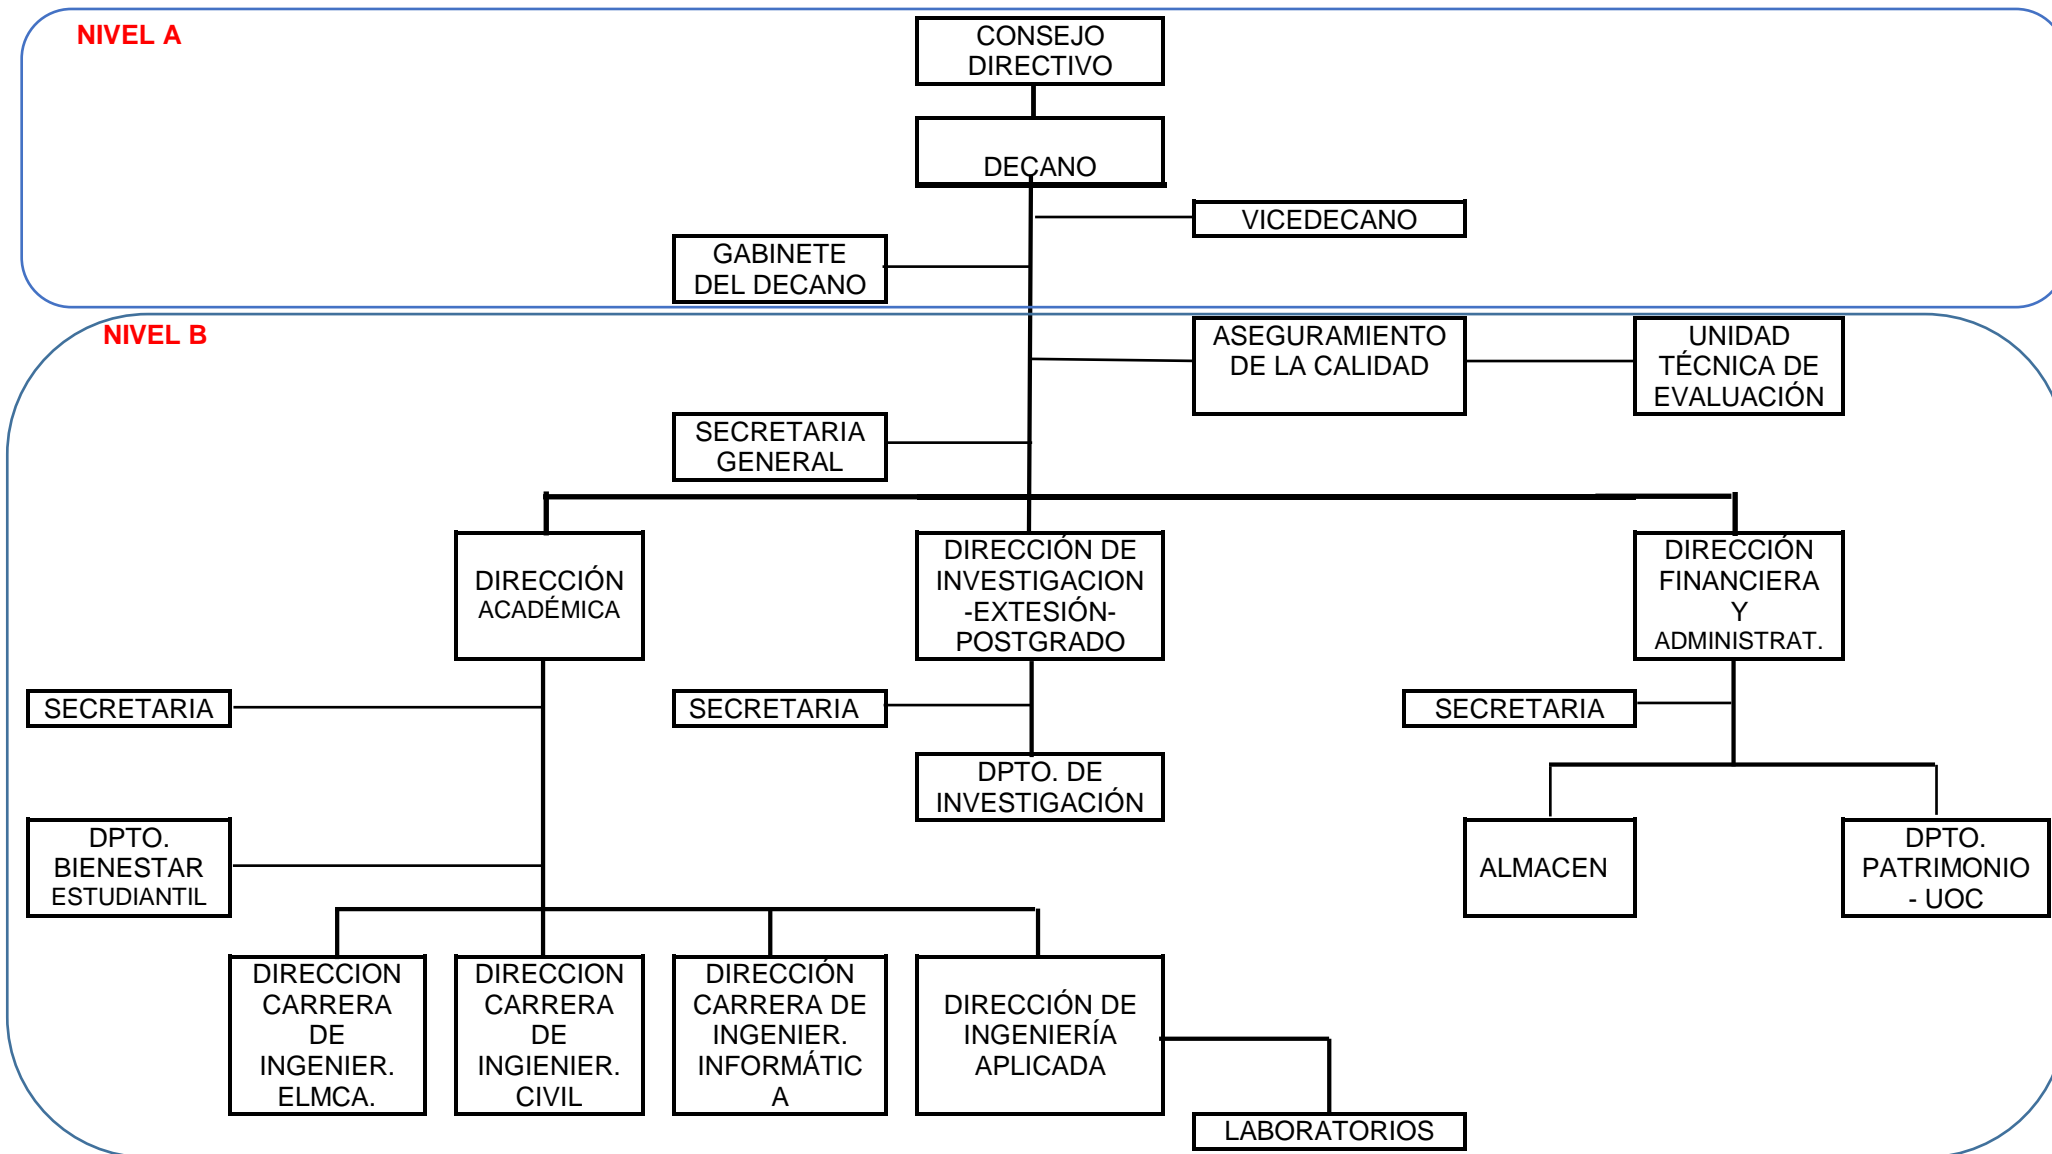 NIVEL A
CONSEJO
DIRECTIVO
DECANO
VICEDECANO
GABINETE
DEL DECANO
NIVEL B
ASEGURAMIENTO
DE LA CALIDAD
UNIDAD
TÉCNICA DE
EVALUACIÓN
SECRETARIA
GENERAL
DIRECCIÓN
ACADÉMICA
DIRECCIÓN DE
INVESTIGACION
-EXTESIÓN-
POSTGRADO
DIRECCIÓN
FINANCIERA
Y
ADMINISTRAT.
SECRETARIA
SECRETARIA
SECRETARIA
DPTO. DE
INVESTIGACIÓN
DPTO.
BIENESTAR
ESTUDIANTIL
ALMACEN
DPTO.
PATRIMONIO
- UOC
DIRECCION
CARRERA
DE
INGENIER.
ELMCA.
DIRECCION
CARRERA
DE
INGIENIER.
CIVIL
DIRECCIÓN
CARRERA DE
INGENIER.
INFORMÁTIC
A
DIRECCIÓN DE
INGENIERÍA
APLICADA
LABORATORIOS